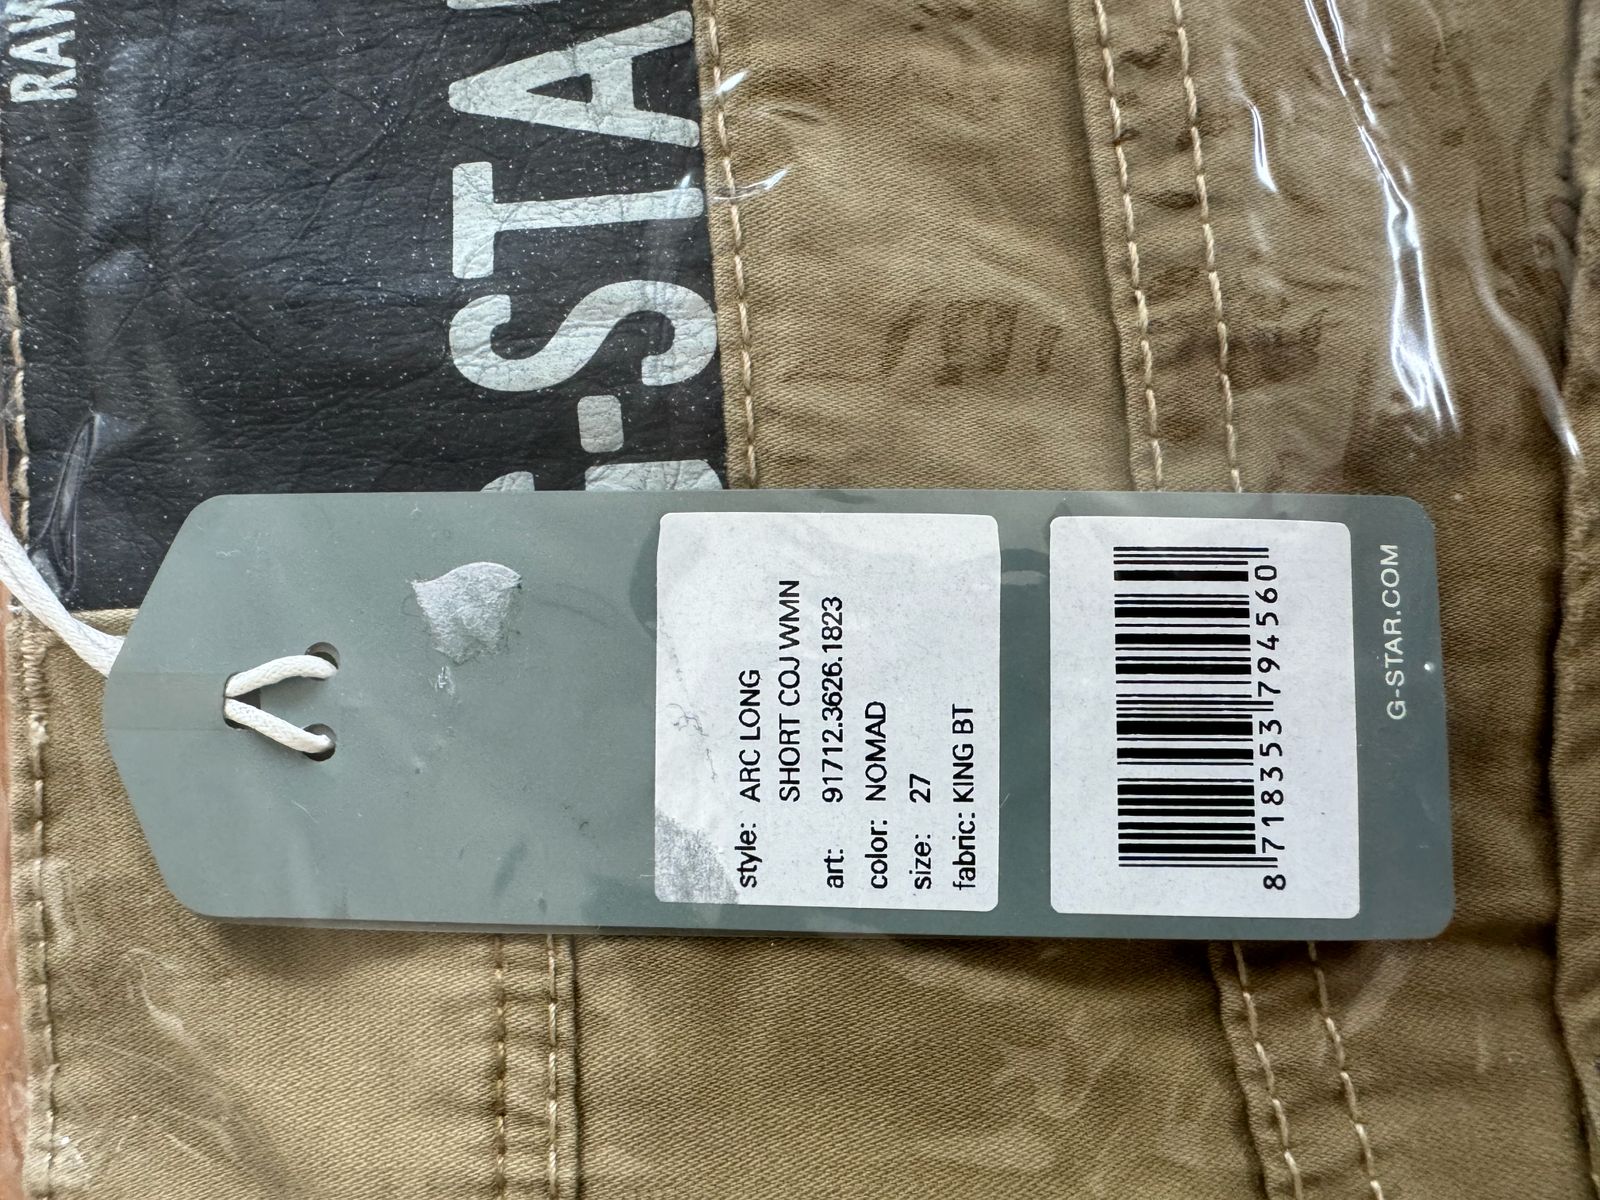 RAW
G-STAR
style: ARC LONG
SHORT COJ WMN
art: 91712.3626.1823
color: NOMAD
size: 27
fabric: KING BT
8 718353 794560
G-STAR.COM